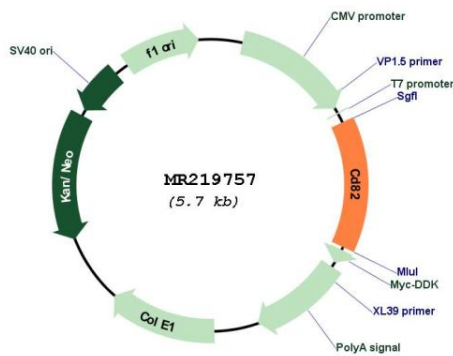 CMV promoter
VP1.5 primer
T7 promoter
SgfI
Cd82
MluI
Myc-DDK
XL39 primer
PolyA signal
Col E1
Kan/Neo
SV40 ori
f1 ori
MR219757
(5.7 kb)